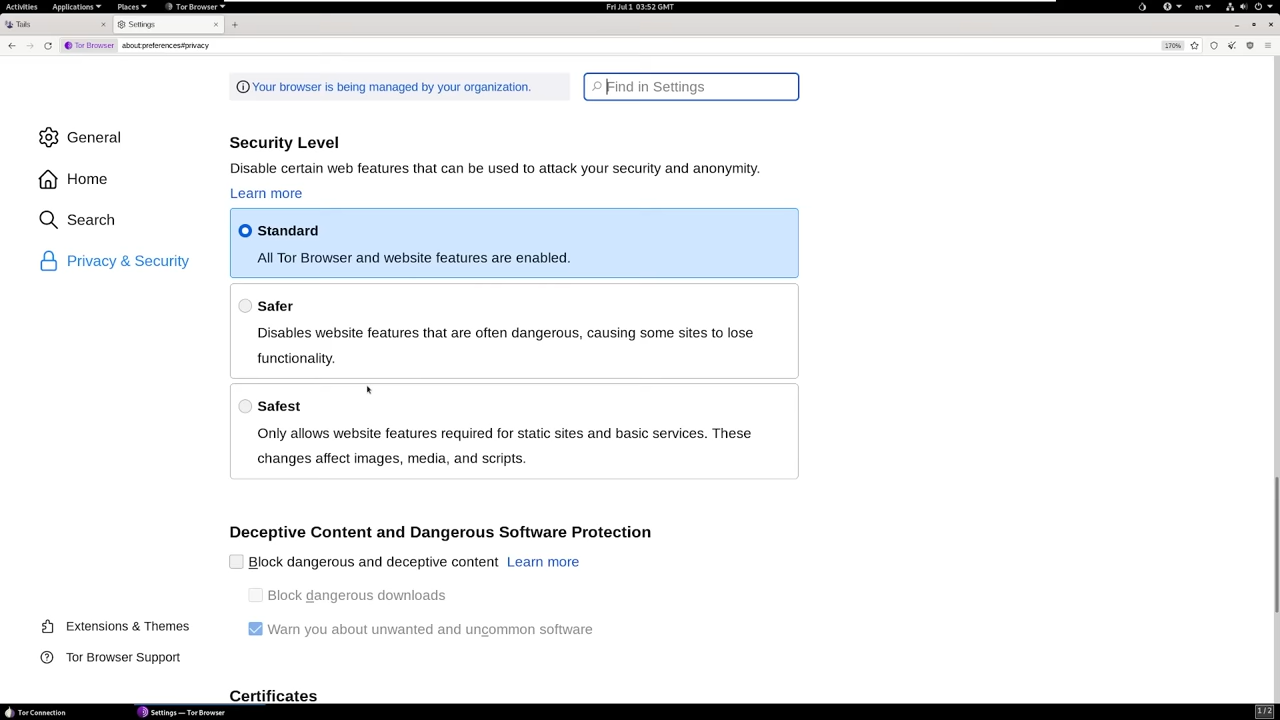 Activities Applications Places Tor Browser Fri Jul 1 03:52 GMT en
Tails Settings
Tor Browser about:preferences#privacy 170%
Your browser is being managed by your organization. Find in Settings
General
Home
Search
Privacy & Security
Security Level
Disable certain web features that can be used to attack your security and anonymity.
Learn more
Standard
All Tor Browser and website features are enabled.
Safer
Disables website features that are often dangerous, causing some sites to lose
functionality.
Safest
Only allows website features required for static sites and basic services. These
changes affect images, media, and scripts.
Deceptive Content and Dangerous Software Protection
Block dangerous and deceptive content Learn more
Block dangerous downloads
Warn you about unwanted and uncommon software
Extensions & Themes
Tor Browser Support
Certificates
Tor Connection Settings — Tor Browser 1 / 2